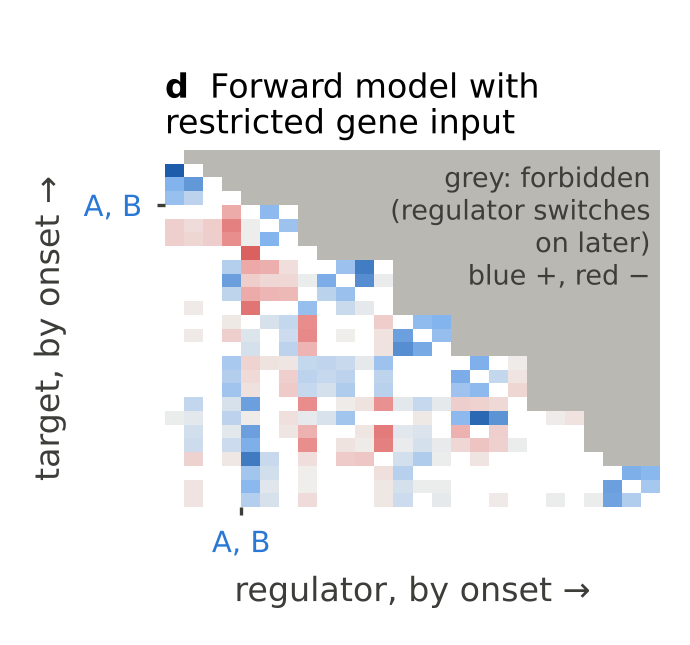 d Forward model with
restricted gene input
grey: forbidden
(regulator switches
on later)
blue +, red −
A, B
target, by onset →
A, B
regulator, by onset →